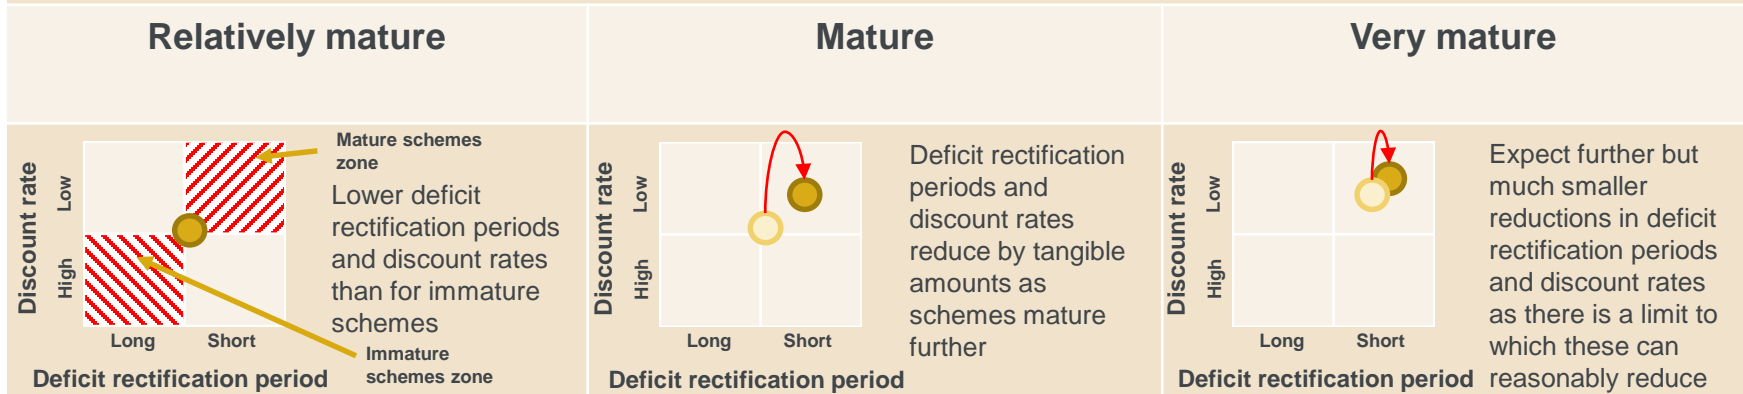 Relatively mature
Mature
Very mature
Discount rate
Low
High
Long
Short
Deficit rectification period
Mature schemes
zone
Lower deficit
rectification periods
and discount rates
than for immature
schemes
Immature
schemes zone
Discount rate
Low
High
Long
Short
Deficit rectification period
Deficit rectification
periods and
discount rates
reduce by tangible
amounts as
schemes mature
further
Discount rate
Low
High
Long
Short
Deficit rectification period
Expect further but
much smaller
reductions in deficit
rectification periods
and discount rates
as there is a limit to
which these can
reasonably reduce